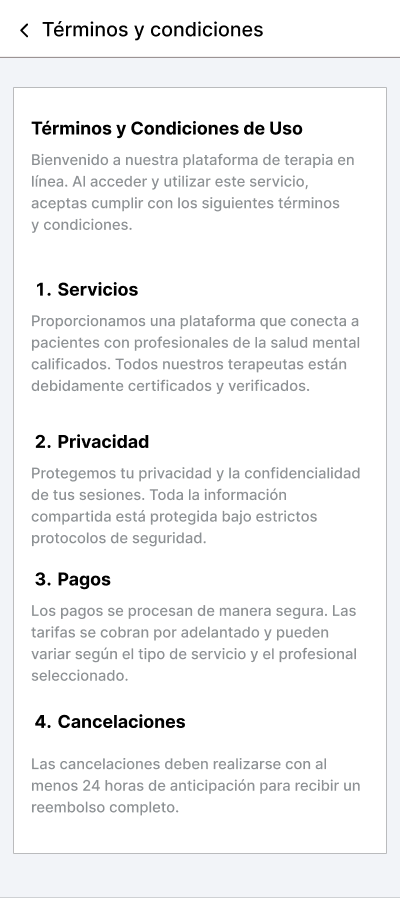 Términos y condiciones
Términos y Condiciones de Uso
Bienvenido a nuestra plataforma de terapia en
línea. Al acceder y utilizar este servicio,
aceptas cumplir con los siguientes términos
y condiciones.
1. Servicios
Proporcionamos una plataforma que conecta a
pacientes con profesionales de la salud mental
calificados. Todos nuestros terapeutas están
debidamente certificados y verificados.
2. Privacidad
Protegemos tu privacidad y la confidencialidad
de tus sesiones. Toda la información
compartida está protegida bajo estrictos
protocolos de seguridad.
3. Pagos
Los pagos se procesan de manera segura. Las
tarifas se cobran por adelantado y pueden
variar según el tipo de servicio y el profesional
seleccionado.
4. Cancelaciones
Las cancelaciones deben realizarse con al
menos 24 horas de anticipación para recibir un
reembolso completo.